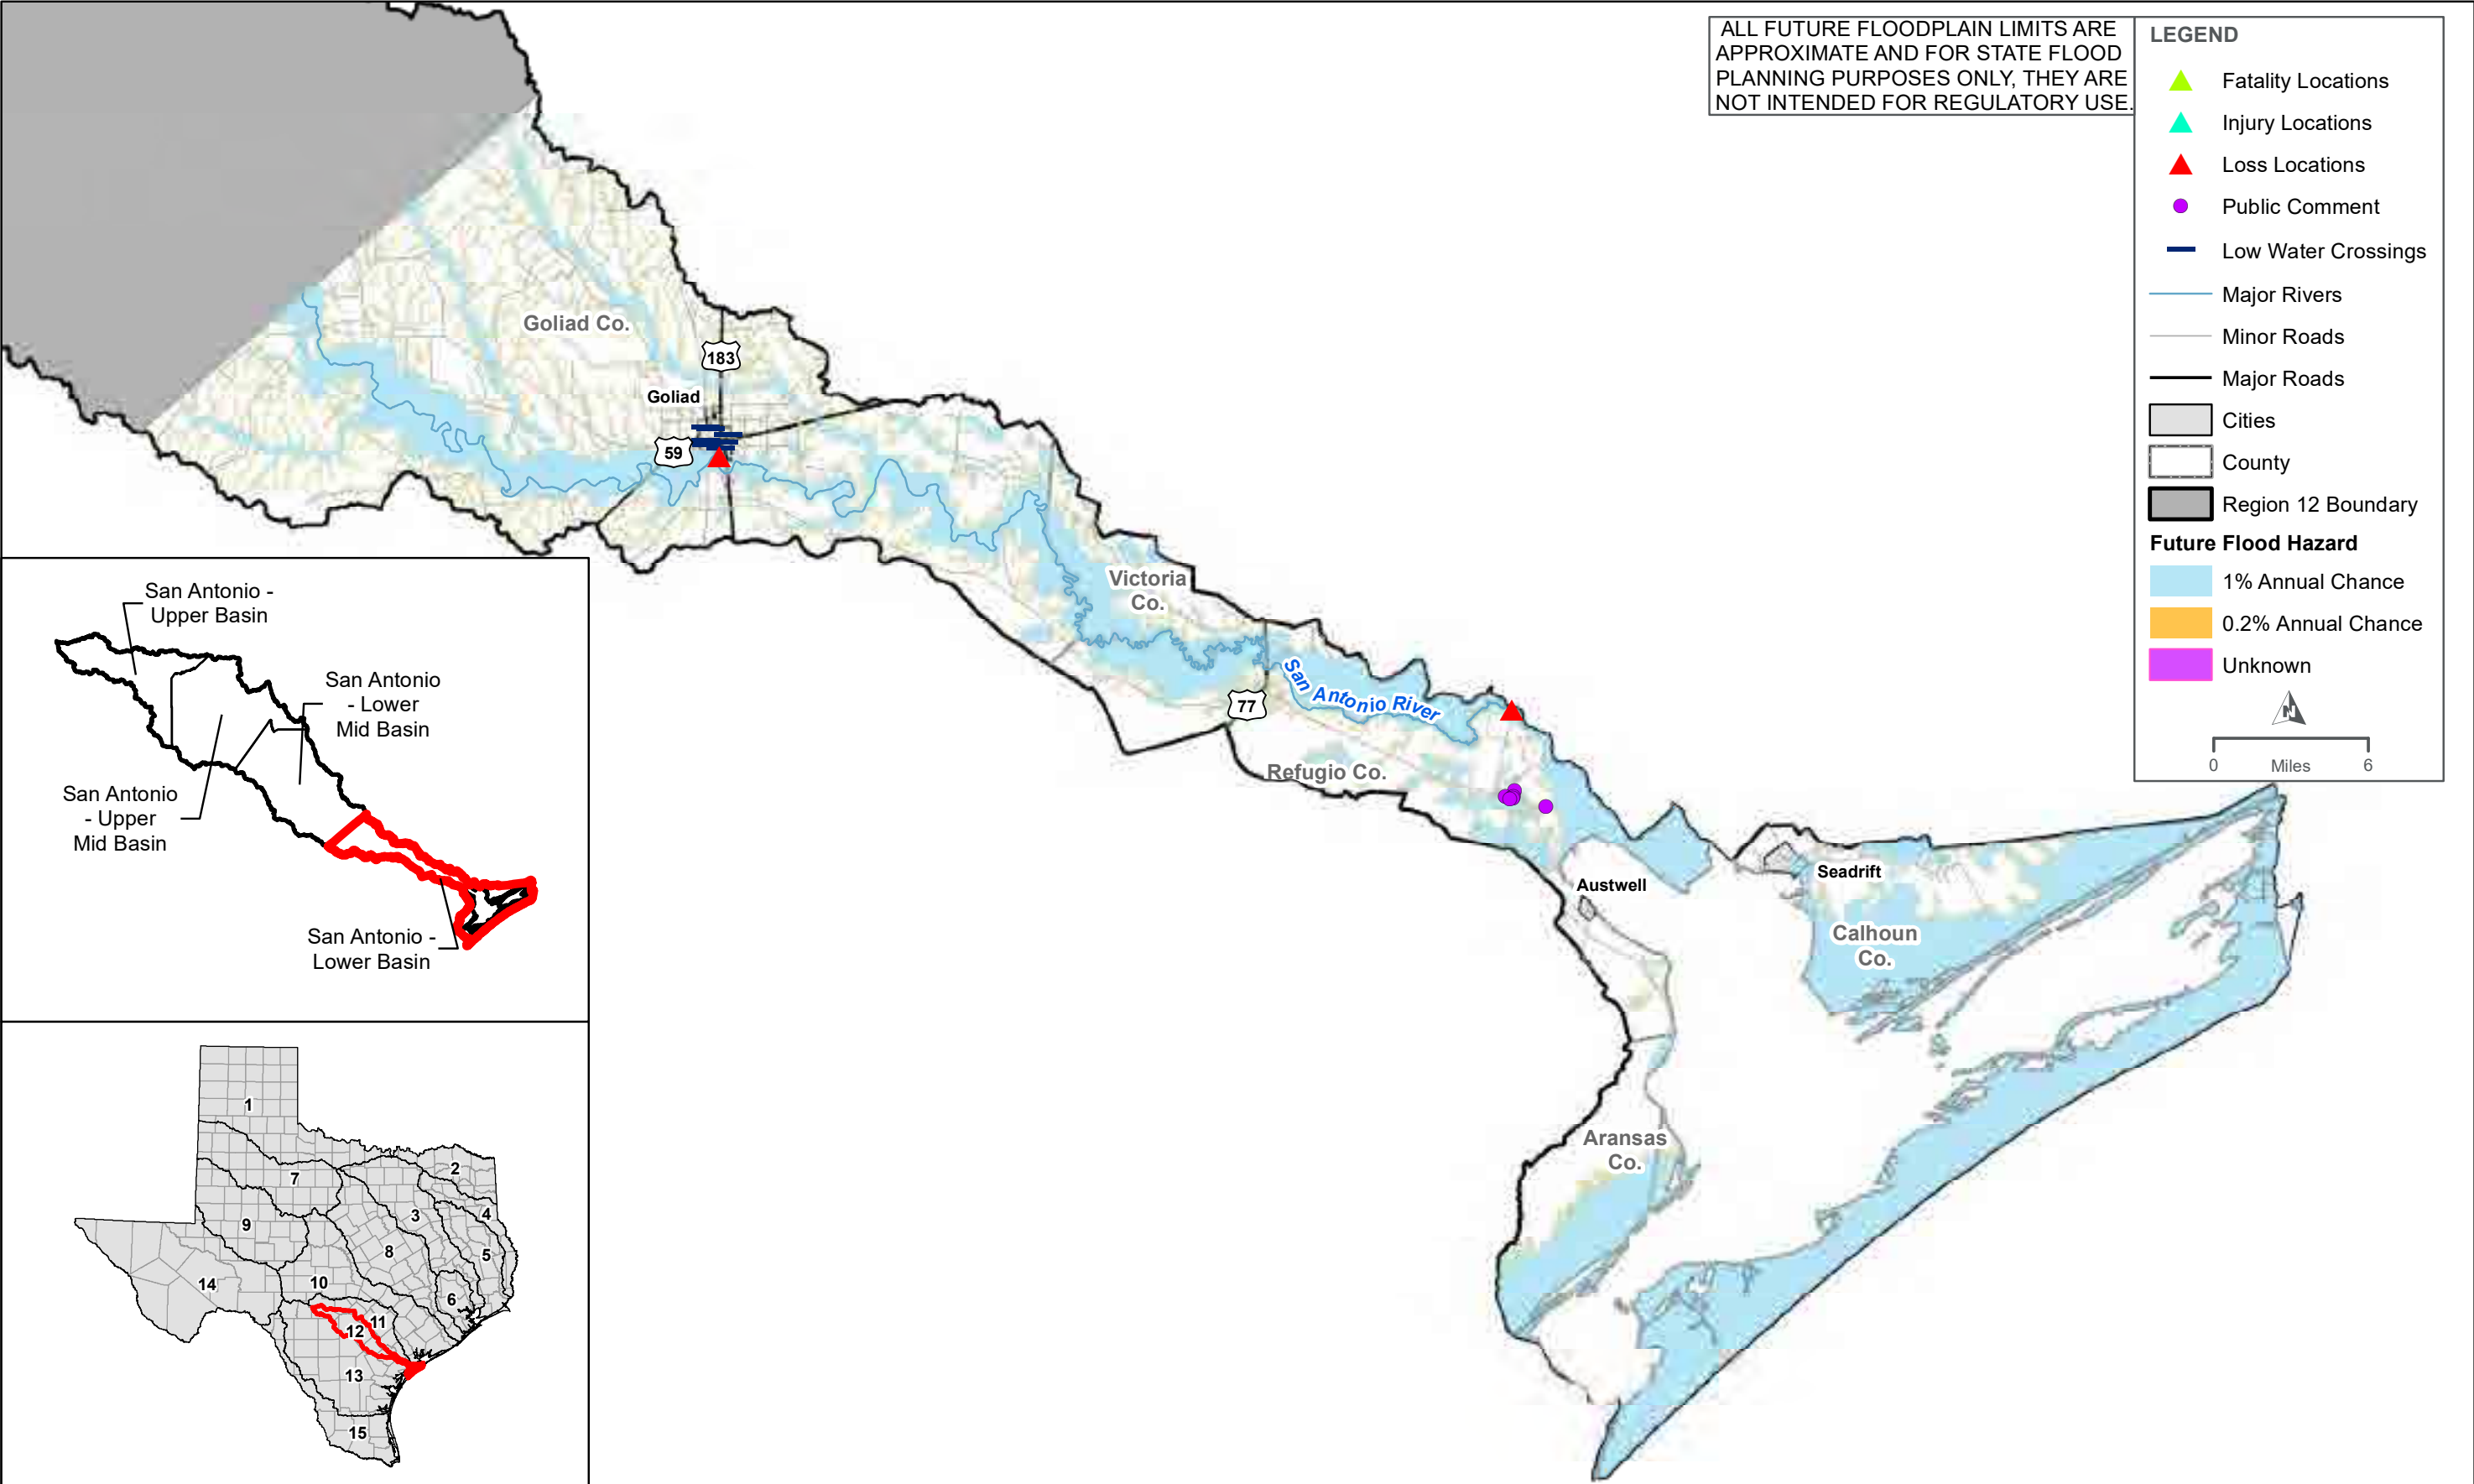 ALL FUTURE FLOODPLAIN LIMITS ARE
APPROXIMATE AND FOR STATE FLOOD
PLANNING PURPOSES ONLY, THEY ARE
NOT INTENDED FOR REGULATORY USE.
LEGEND
Fatality Locations
Injury Locations
Loss Locations
Public Comment
Low Water Crossings
Major Rivers
Minor Roads
Major Roads
Cities
County
Region 12 Boundary
Future Flood Hazard
1% Annual Chance
0.2% Annual Chance
Unknown
N
0 Miles 6
Goliad Co.
183
Goliad
59
Victoria
Co.
San Antonio River
77
Refugio Co.
Austwell
Seadrift
Calhoun
Co.
Aransas
Co.
San Antonio -
Upper Basin
San Antonio
- Lower
Mid Basin
San Antonio
- Upper
Mid Basin
San Antonio -
Lower Basin
1
2
7
3
4
9
8
5
14
10
6
11
12
13
15